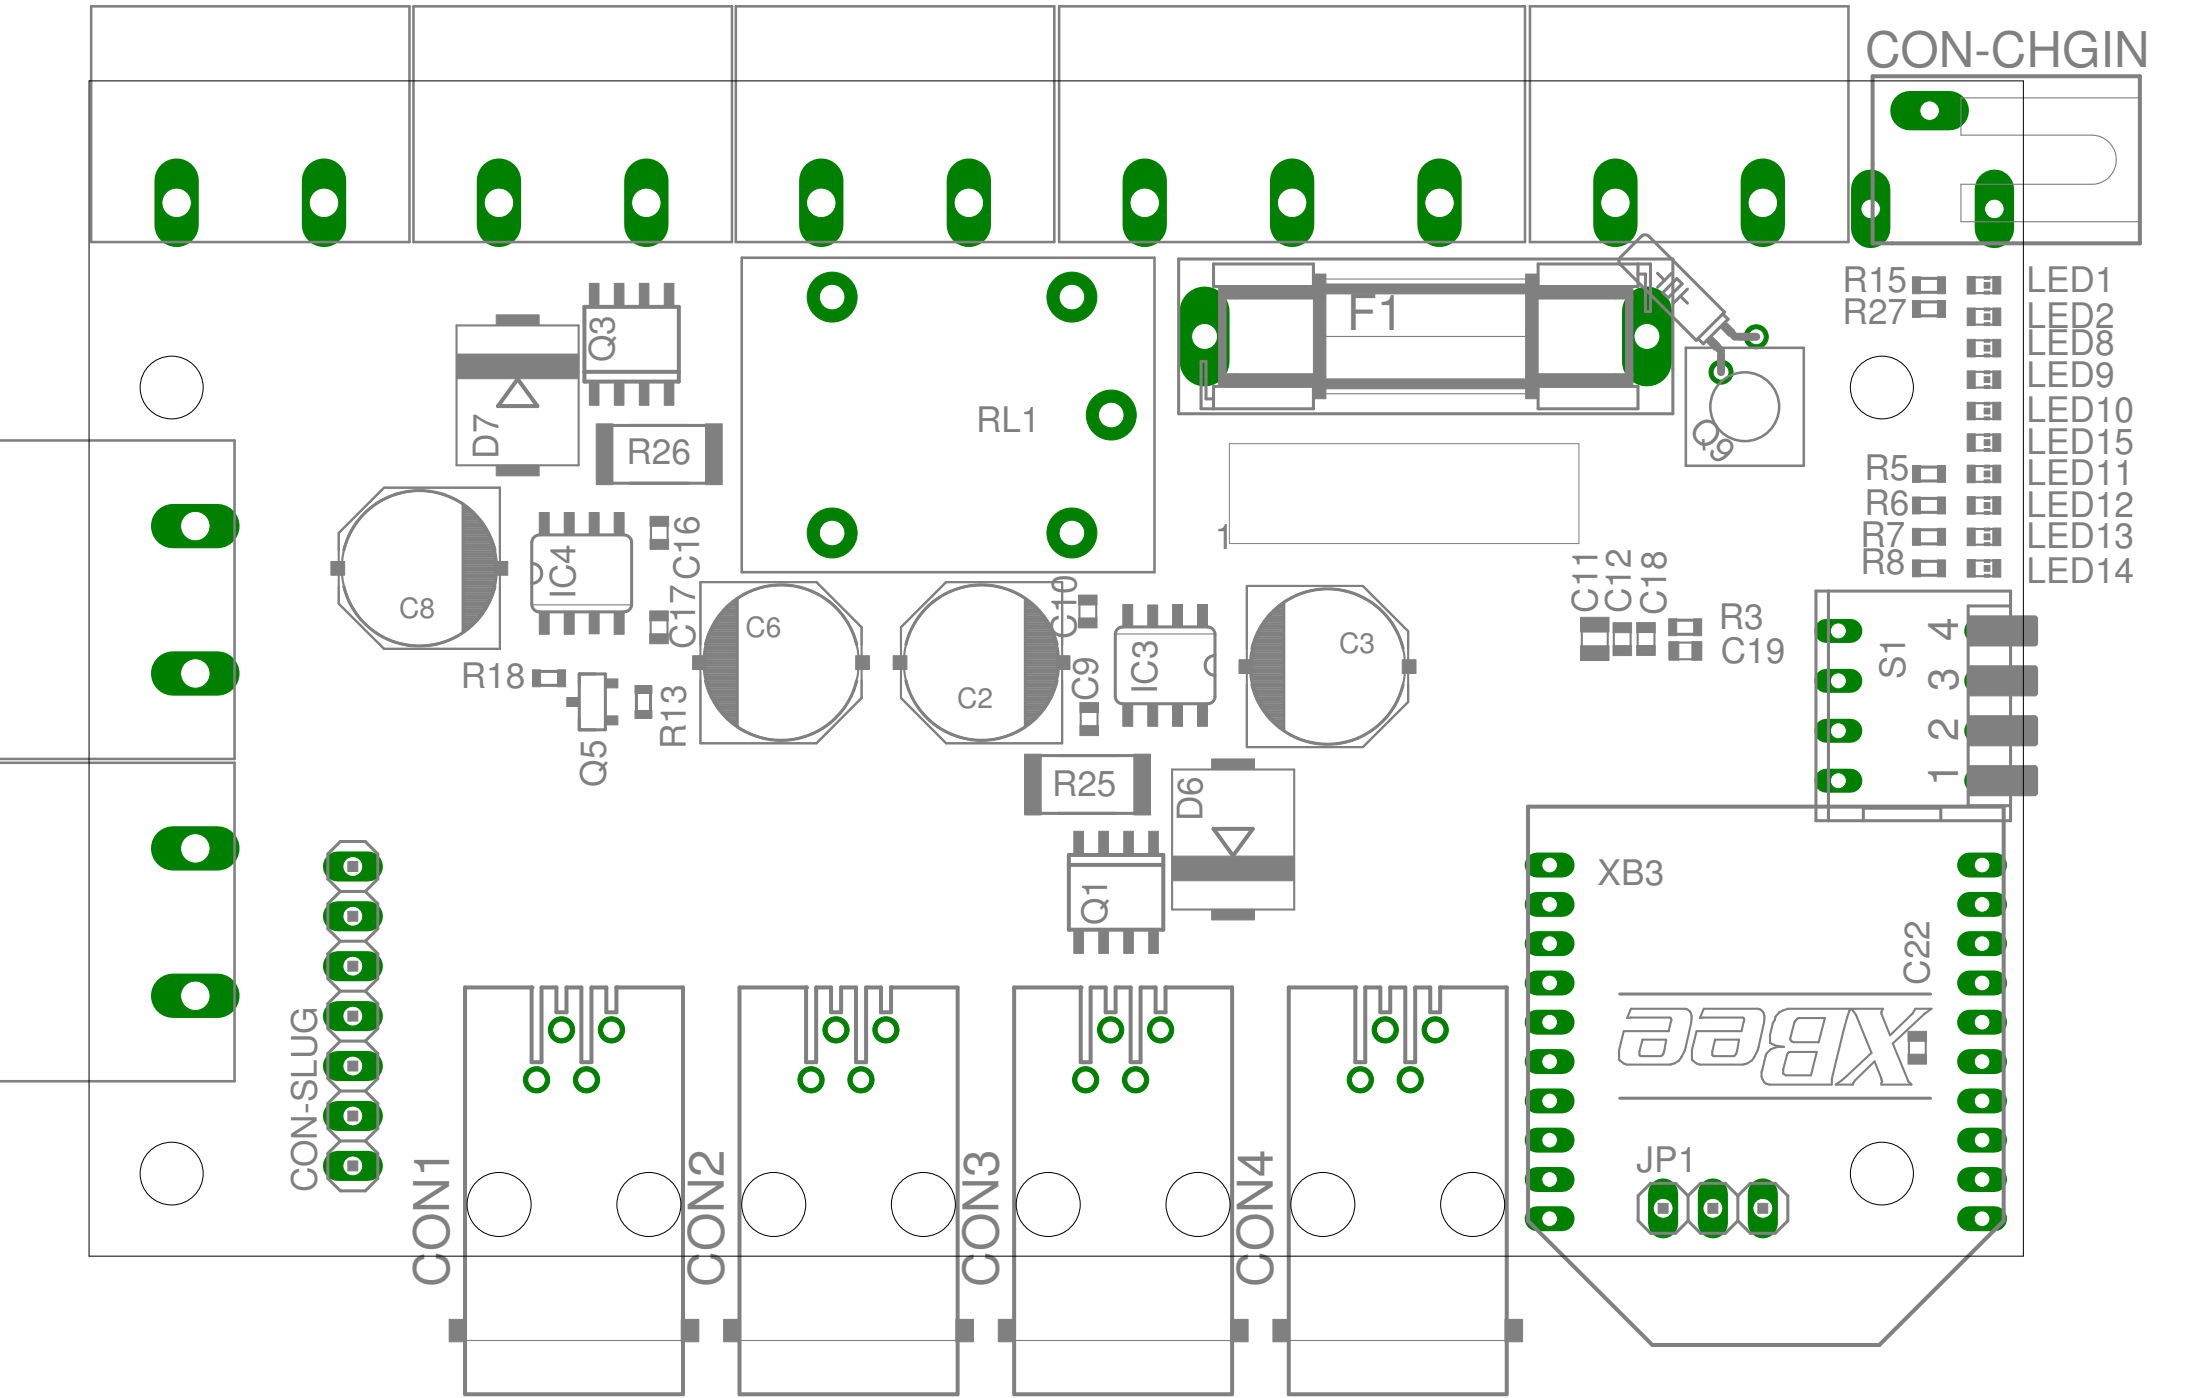 CON-CHGIN
R15
LED1
R27
LED2
LED8
LED9
LED10
LED15
R5
LED11
R6
LED12
R7
LED13
R8
LED14
Q3
D7
R26
RL1
F1
Q9
1
C8
IC4
C16
C17
C6
C2
C10
C9
IC3
C3
C11
C12
C18
R3
C19
S1
4
3
2
1
R18
Q5
R13
R25
D6
Q1
XB3
C22
XBee
JP1
CON-SLUG
CON1
CON2
CON3
CON4